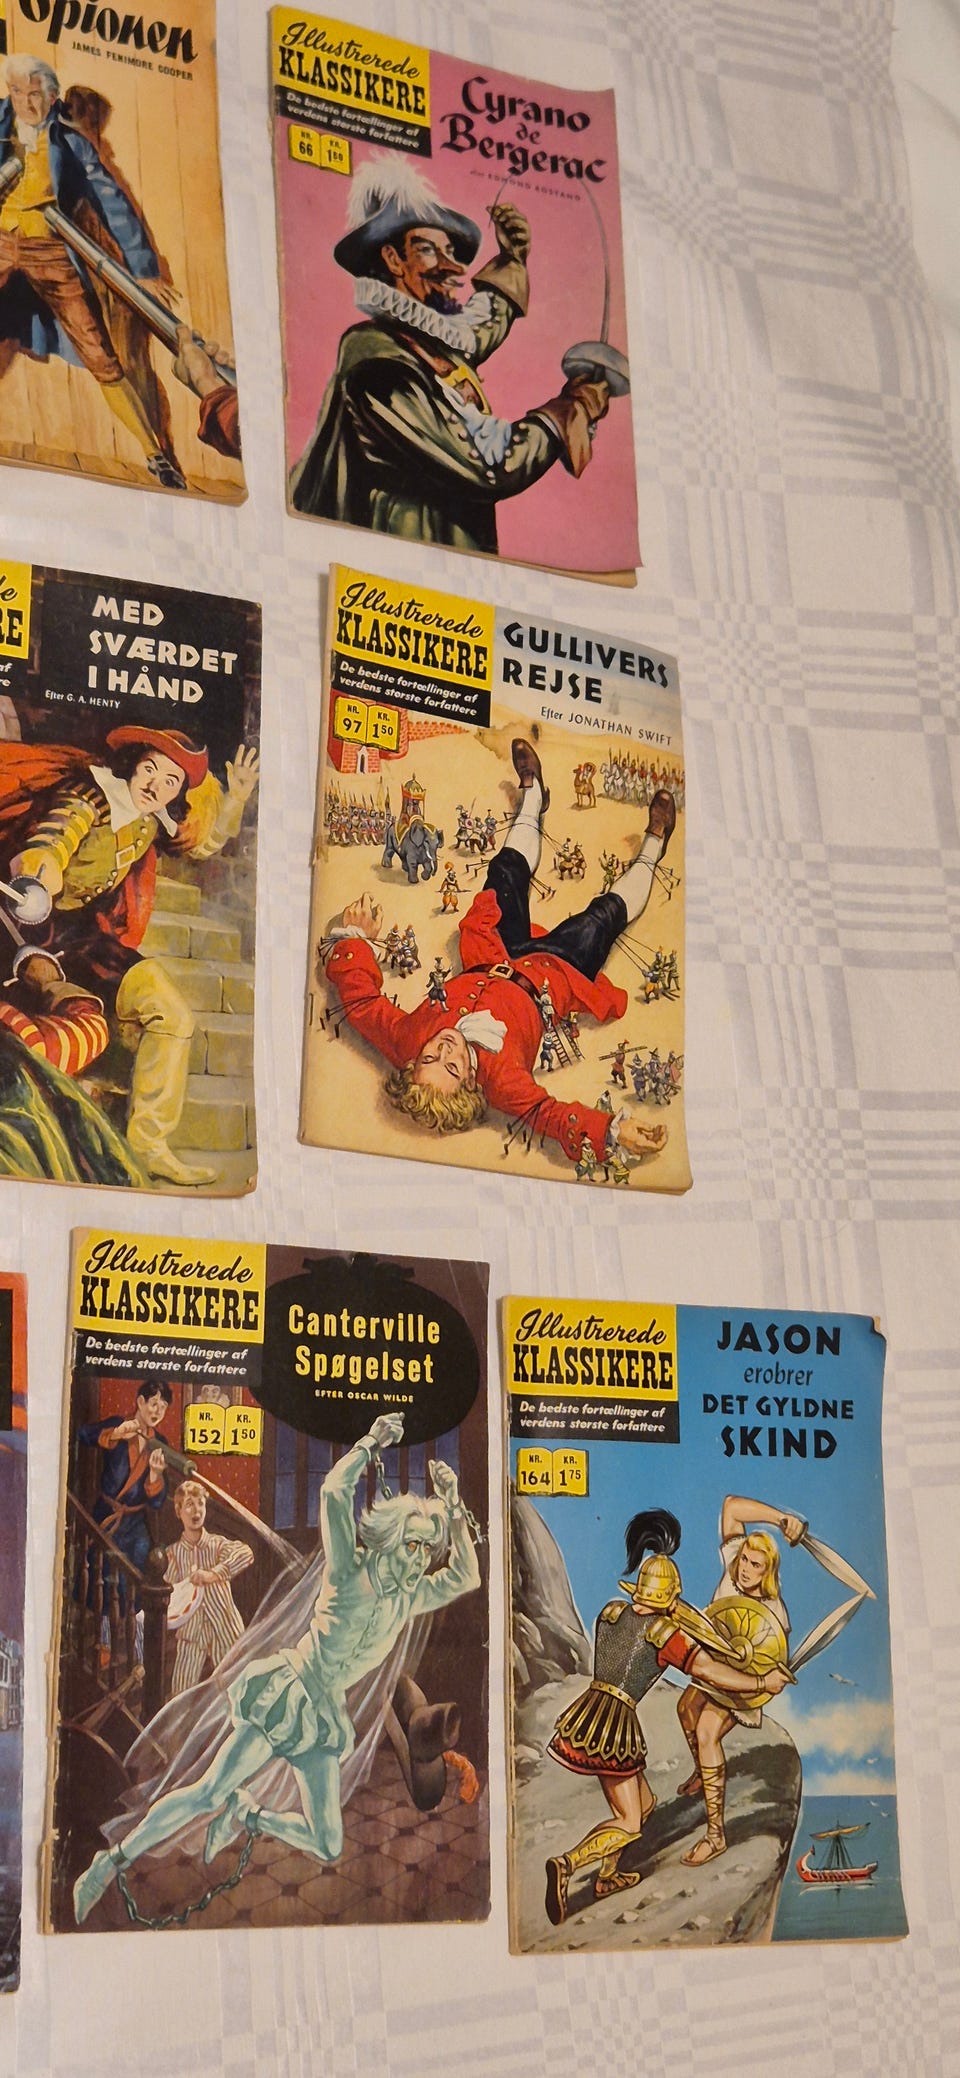 Spionen
JAMES FENIMORE COOPER
Illustrerede
KLASSIKERE
De bedste fortællinger af
verdens største forfattere
NR. KR.
66 1
Cyrano
de
Bergerac
EDMOND ROSTAND
MED
SVÆRDET
I HÅND
Efter G. A. HENTY
Illustrerede
KLASSIKERE
De bedste fortællinger af
verdens største forfattere
NR. KR.
97 1 50
GULLIVERS
REJSE
Efter JONATHAN SWIFT
Illustrerede
KLASSIKERE
De bedste fortællinger af
verdens største forfattere
NR. KR.
152 1 50
Canterville
Spøgelset
EFTER OSCAR WILDE
Illustrerede
KLASSIKERE
De bedste fortællinger af
verdens største forfattere
NR. KR.
164 1 75
JASON
erobrer
DET GYLDNE
SKIND